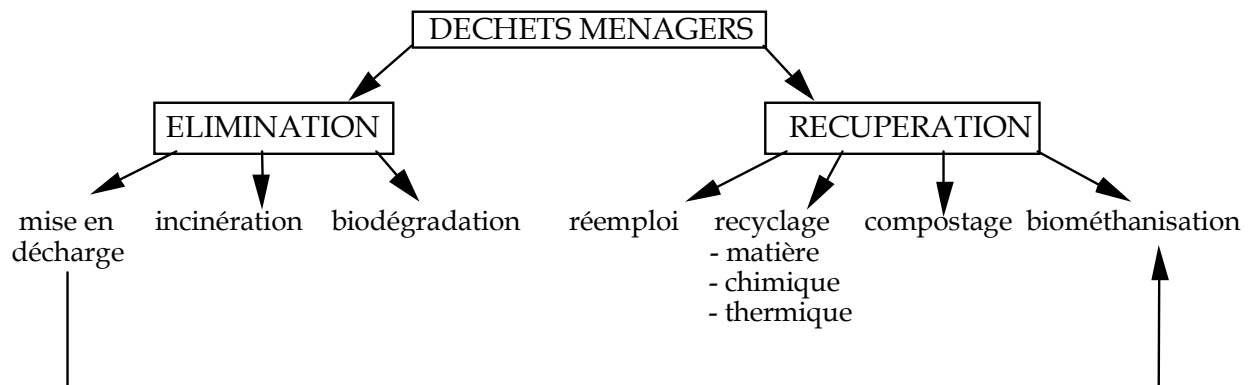 DECHETS MENAGERS
ELIMINATION
RECUPERATION
mise en
décharge
incinération
biodégradation
réemploi
recyclage
- matière
- chimique
- thermique
compostage
biométhanisation